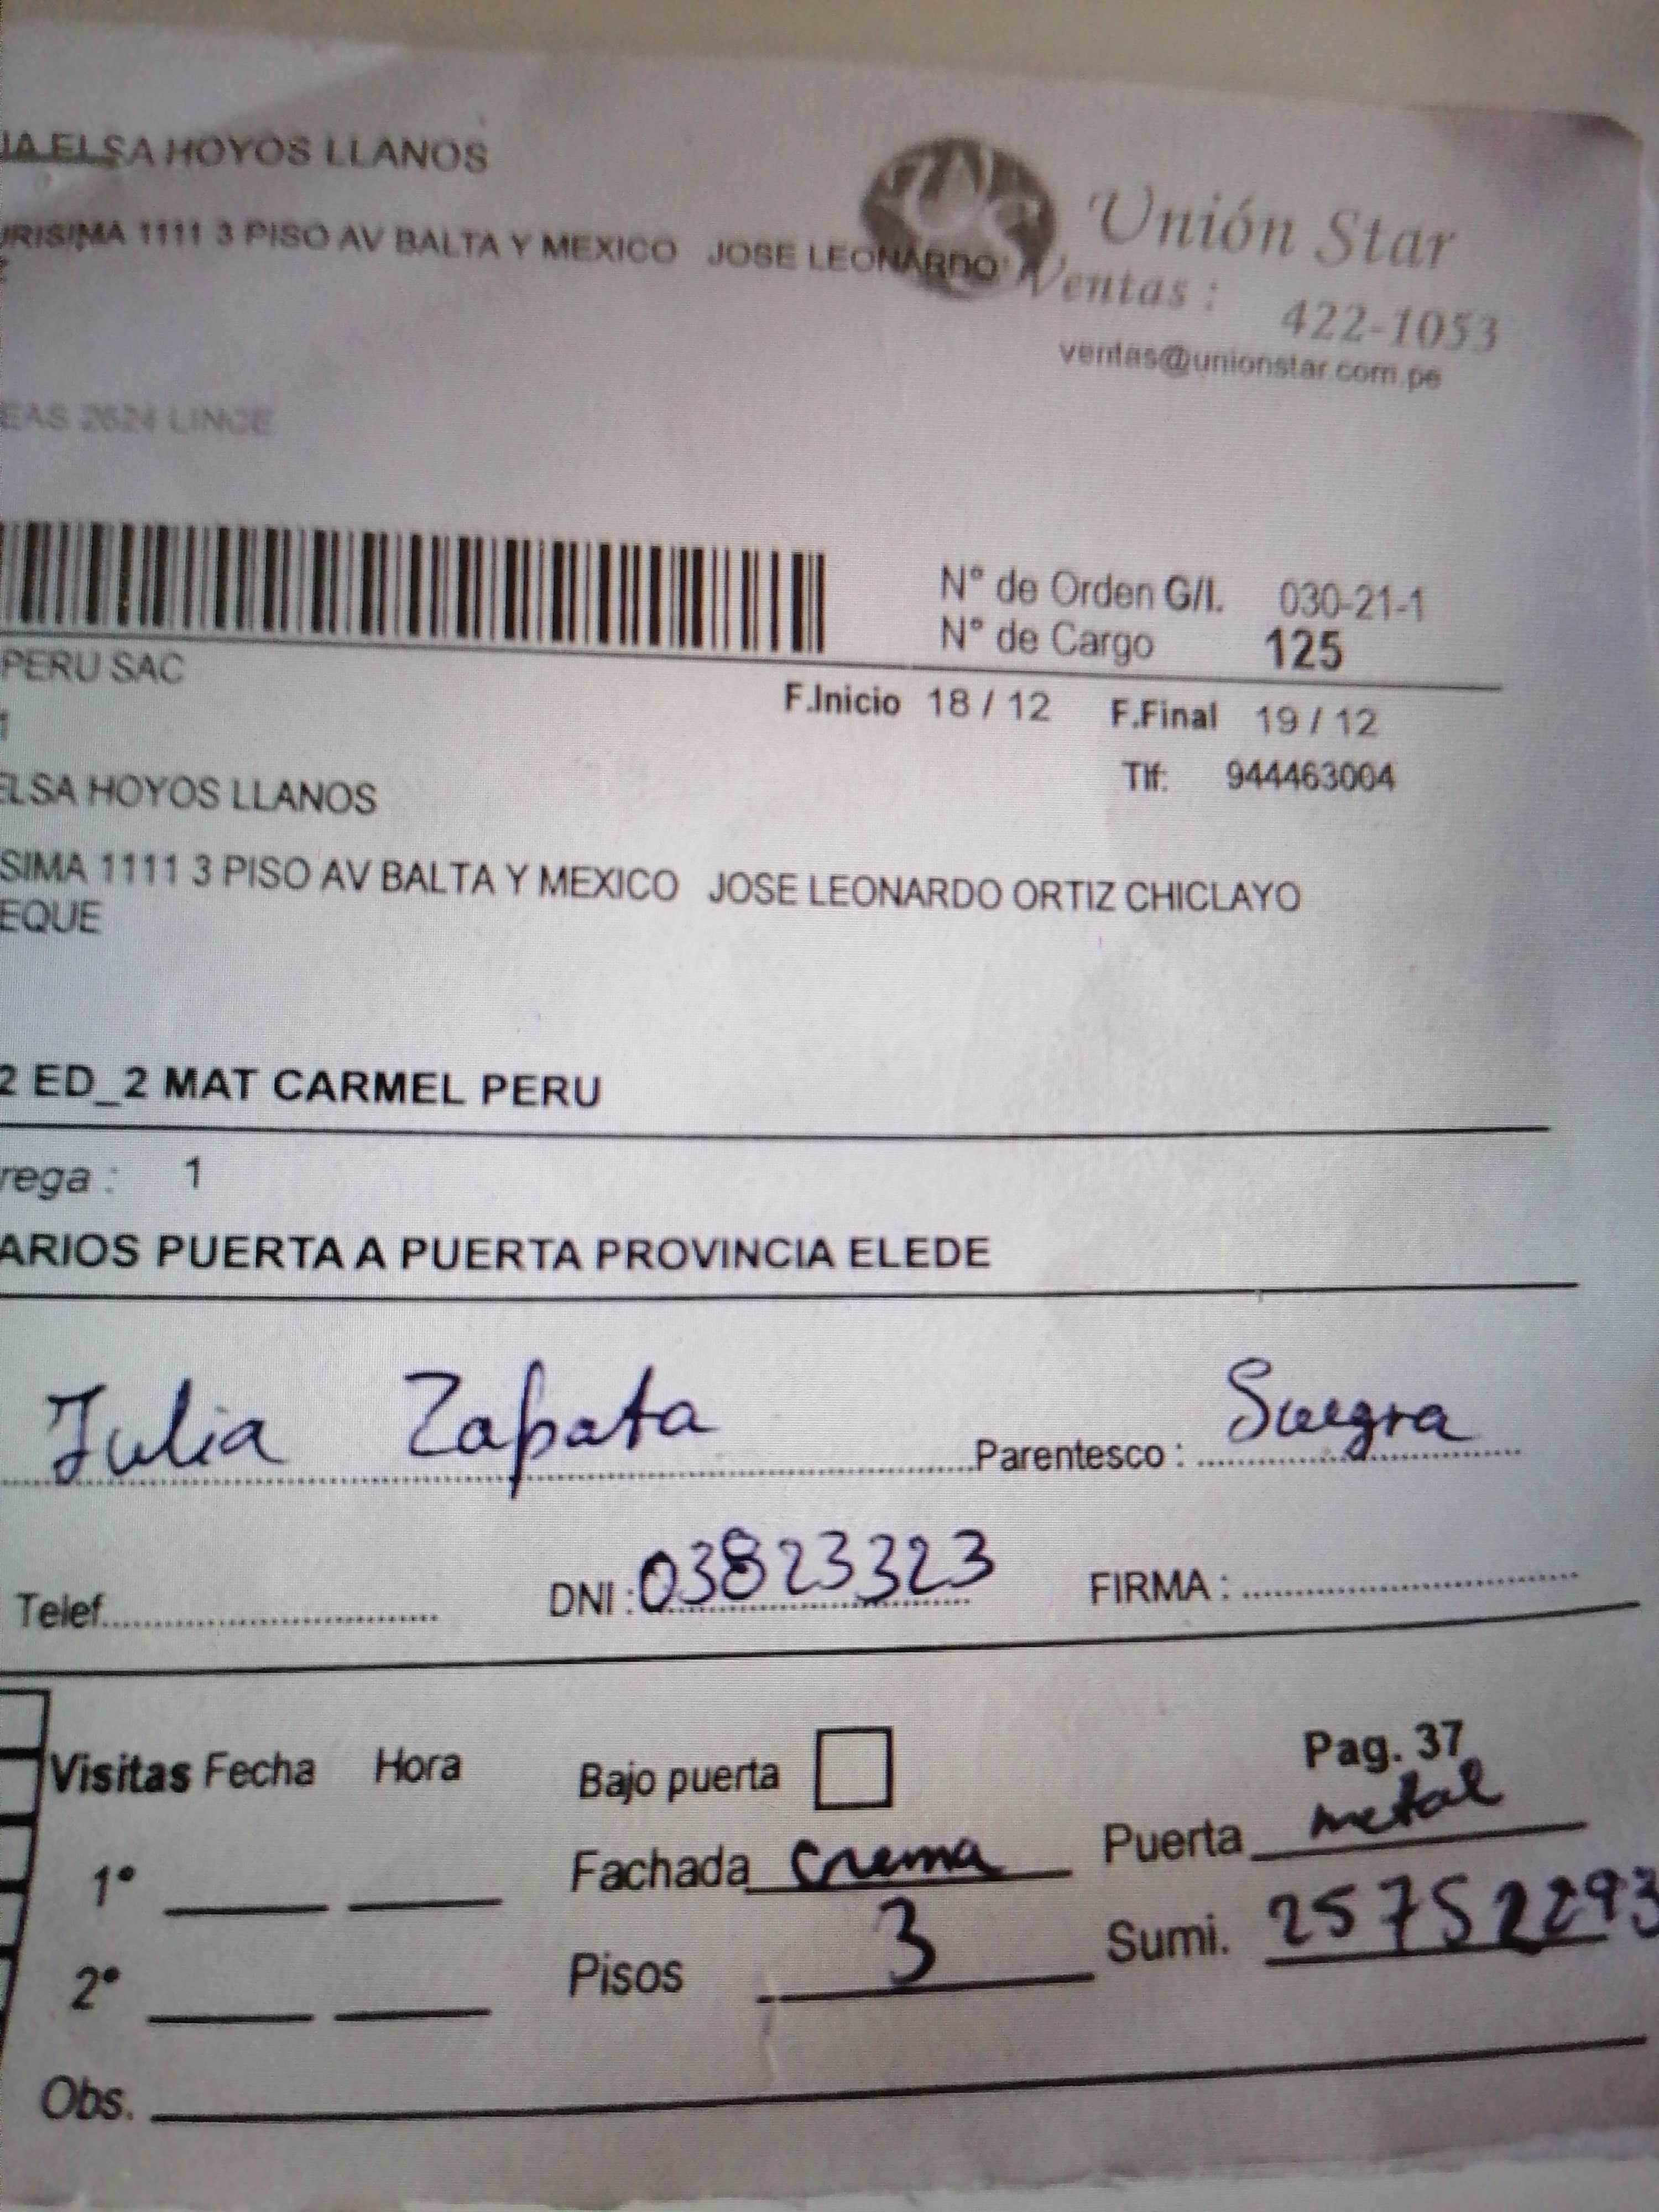 IA ELSA HOYOS LLANOS
Unión Star
URISIMA 1111 3 PISO AV BALTA Y MEXICO JOSE LEONARDO
Ventas :
422-1053
ventas@unionstar.com.pe
EAS 2624 LINCE
N° de Orden G/I. 030-21-1
N° de Cargo 125
PERU SAC
F.Inicio 18 / 12 F.Final 19 / 12
1
Tlf: 944463004
ELSA HOYOS LLANOS
SIMA 1111 3 PISO AV BALTA Y MEXICO JOSE LEONARDO ORTIZ CHICLAYO
EQUE
2 ED_2 MAT CARMEL PERU
rega : 1
ARIOS PUERTA A PUERTA PROVINCIA ELEDE
Julia Zapata Parentesco : Suegra
Telef. DNI : 03823323 FIRMA :
Pag. 37
Visitas Fecha Hora Bajo puerta
1° Fachada crema Puerta metal
2° Pisos 3 Sumi. 25752293
Obs.